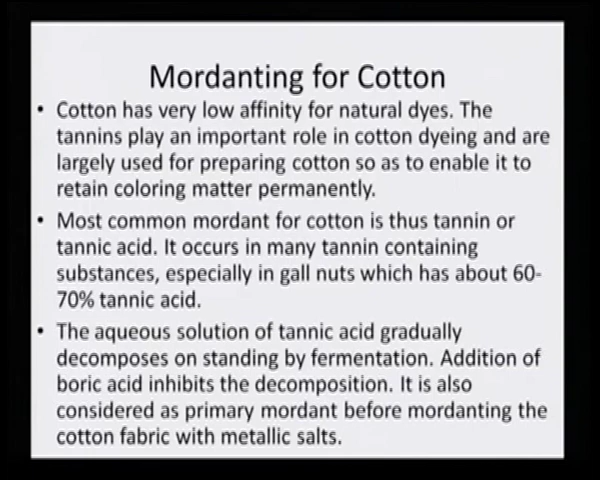 Mordanting for Cotton
• Cotton has very low affinity for natural dyes. The
tannins play an important role in cotton dyeing and are
largely used for preparing cotton so as to enable it to
retain coloring matter permanently.
• Most common mordant for cotton is thus tannin or
tannic acid. It occurs in many tannin containing
substances, especially in gall nuts which has about 60-
70% tannic acid.
• The aqueous solution of tannic acid gradually
decomposes on standing by fermentation. Addition of
boric acid inhibits the decomposition. It is also
considered as primary mordant before mordanting the
cotton fabric with metallic salts.